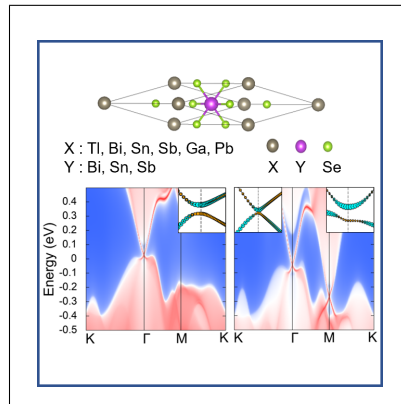 X : Tl, Bi, Sn, Sb, Ga, Pb
Y : Bi, Sn, Sb
X Y Se
Energy (eV)
0.4
0.3
0.2
0.1
0
-0.1
-0.2
-0.3
-0.4
-0.5
K Γ M K K Γ M K